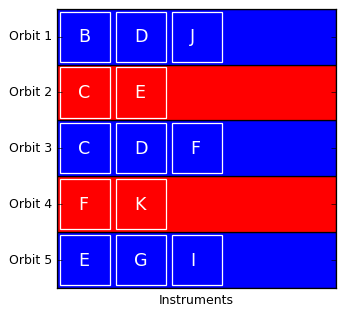 Orbit 1 B D J
Orbit 2 C E
Orbit 3 C D F
Orbit 4 F K
Orbit 5 E G I
Instruments